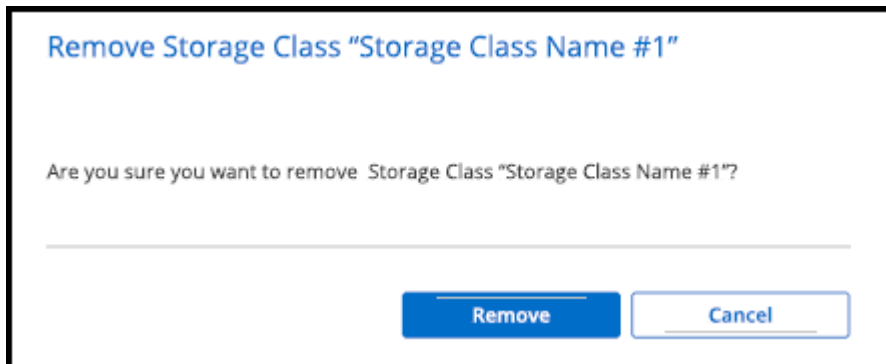 Remove Storage Class “Storage Class Name #1”
Are you sure you want to remove  Storage Class “Storage Class Name #1”?
Remove
Cancel